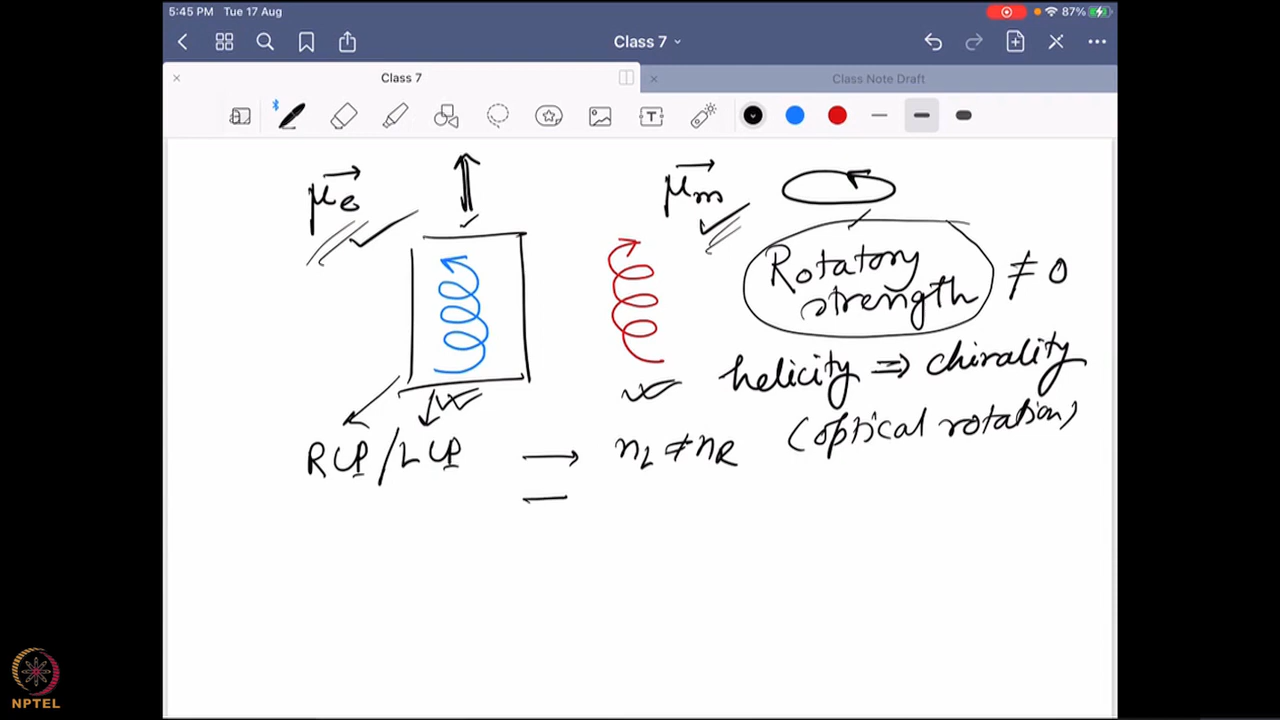 5:45 PM Tue 17 Aug
87%
Class 7
Class 7
Class Note Draft
T
μe
μm
Rotatory
strength ≠ 0
helicity ⇒ chirality
(optical rotation)
RCP/LCP → nL ≠ nR
NPTEL